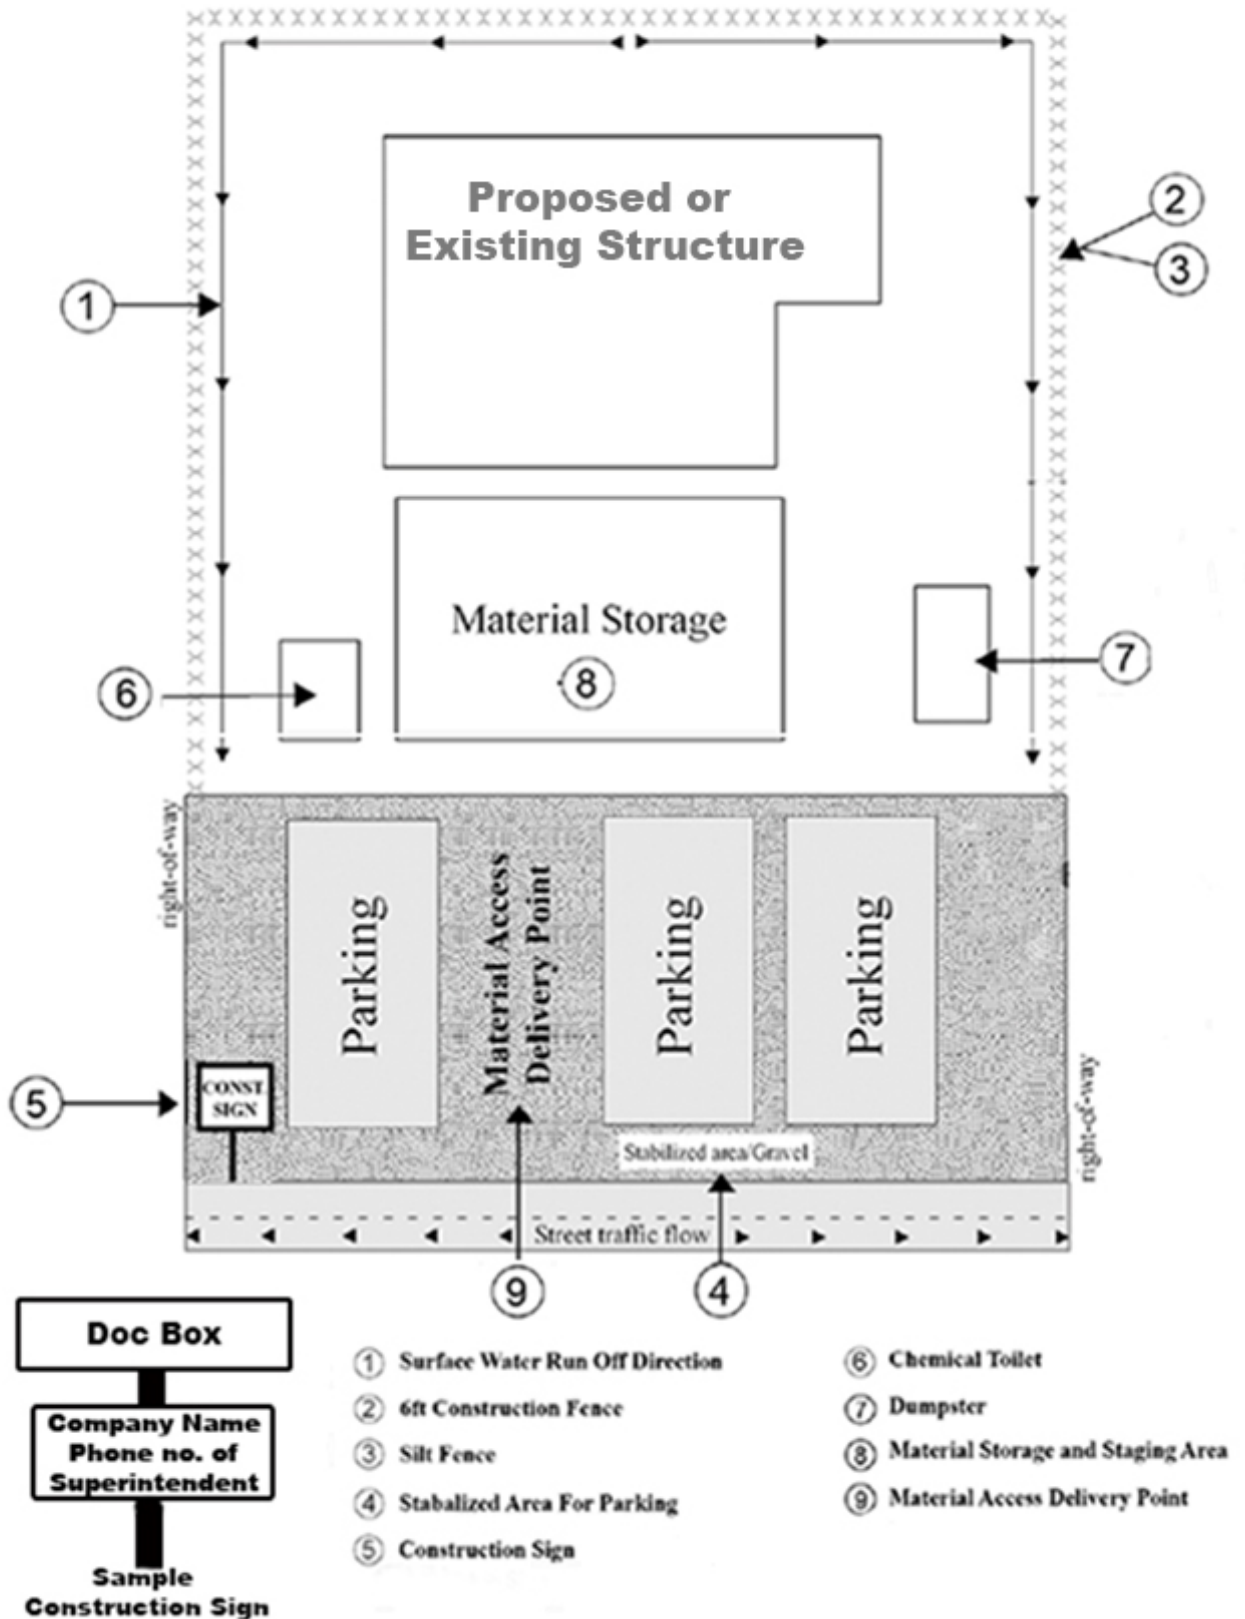 Proposed or
Existing Structure
2
3
1
Material Storage
8
7
6
right-of-way
Parking
Material Access
Delivery Point
Parking
Parking
CONST.
SIGN
5
right-of-way
Stabilized area/Gravel
Street traffic flow
9
4
Doc Box
Company Name
Phone no. of
Superintendent
Sample
Construction Sign
1 Surface Water Run Off Direction
2 6ft Construction Fence
3 Silt Fence
4 Stabalized Area For Parking
5 Construction Sign
6 Chemical Toilet
7 Dumpster
8 Material Storage and Staging Area
9 Material Access Delivery Point